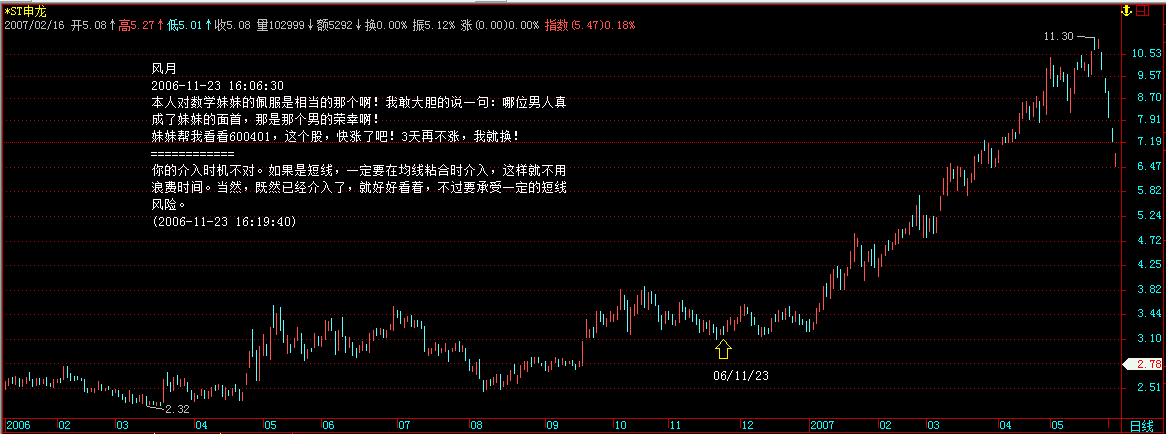 *ST申龙
2007/02/16 开5.08↑高5.27↑低5.01↑收5.08 量102999↓额5292↓换0.00% 振5.12% 涨(0.00)0.00% 指数(5.47)0.18%
11.30
风月
2006-11-23 16:06:30
本人对数学妹妹的佩服是相当的那个啊！我敢大胆的说一句：哪位男人真
成了妹妹的面首，那是那个男的荣幸啊！
妹妹帮我看看600401，这个股，快涨了吧！3天再不涨，我就换！
============
你的介入时机不对。如果是短线，一定要在均线粘合时介入，这样就不用
浪费时间。当然，既然已经介入了，就好好看着，不过要承受一定的短线
风险。
(2006-11-23 16:19:40)
10.53
9.57
8.70
7.91
7.19
6.47
5.82
5.24
4.72
4.25
3.82
3.44
3.10
2.78
2.51
06/11/23
2.32
2006 02 03 04 05 06 07 08 09 10 11 12 2007 02 03 04 05 日线